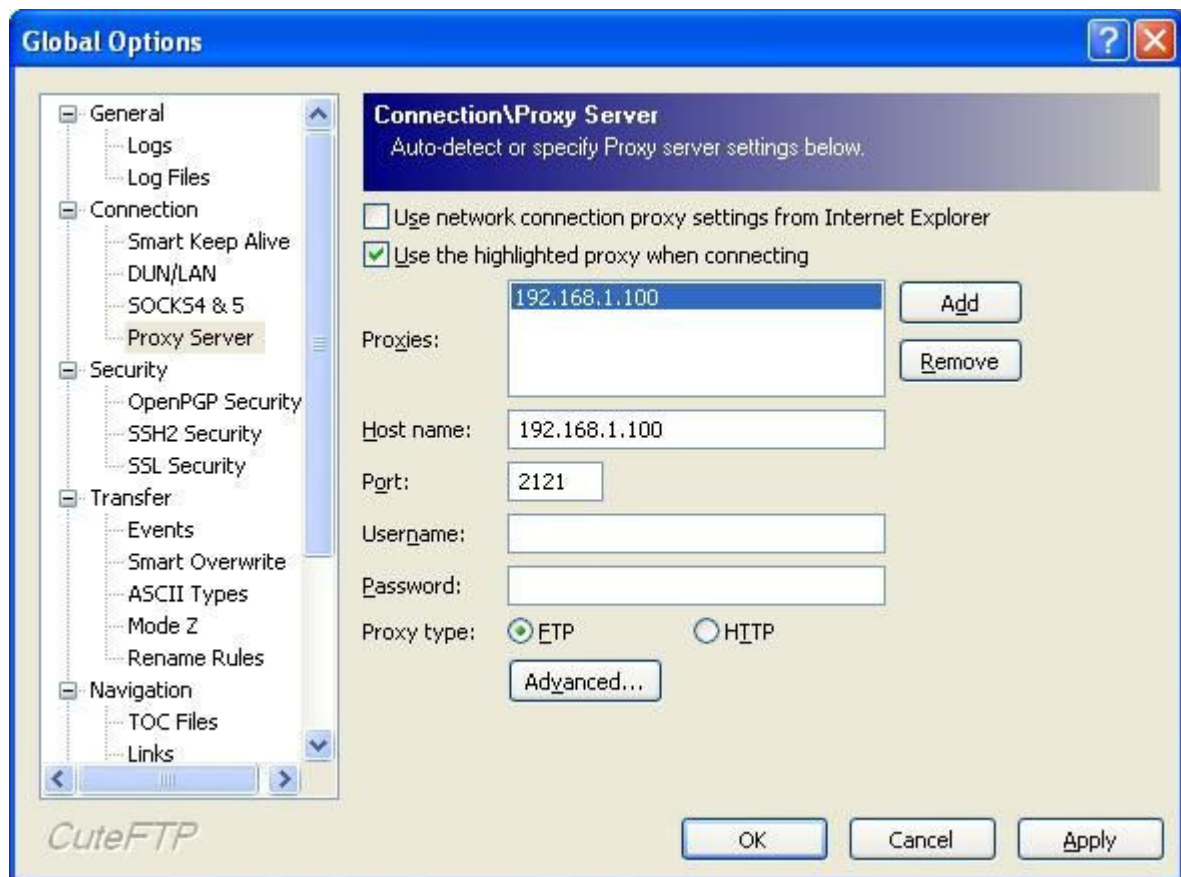 Global Options
General
Logs
Log Files
Connection
Smart Keep Alive
DUN/LAN
SOCKS4 & 5
Proxy Server
Security
OpenPGP Security
SSH2 Security
SSL Security
Transfer
Events
Smart Overwrite
ASCII Types
Mode Z
Rename Rules
Navigation
TOC Files
Links
Connection\Proxy Server
Auto-detect or specify Proxy server settings below.
Use network connection proxy settings from Internet Explorer
Use the highlighted proxy when connecting
Proxies:
192.168.1.100
Add
Remove
Host name: 192.168.1.100
Port: 2121
Username:
Password:
Proxy type: FTP HTTP
Advanced...
CuteFTP
OK Cancel Apply